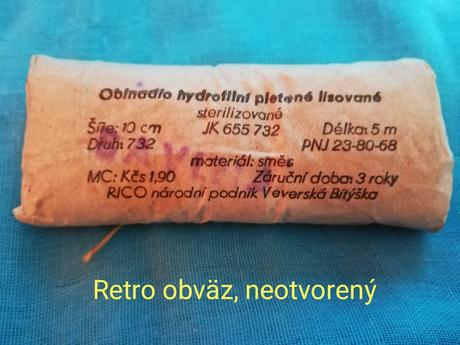 Obinadlo hydrofilní pletené lisované
sterilizované
Šíře: 10 cm JK 655 732 Délka: 5 m
Druh: 732 PNJ 23-80-68
materiál: směs
MC: Kčs 1,90 Záruční doba: 3 roky
RICO národní podnik Veverská Bítýška
Retro obväz, neotvorený